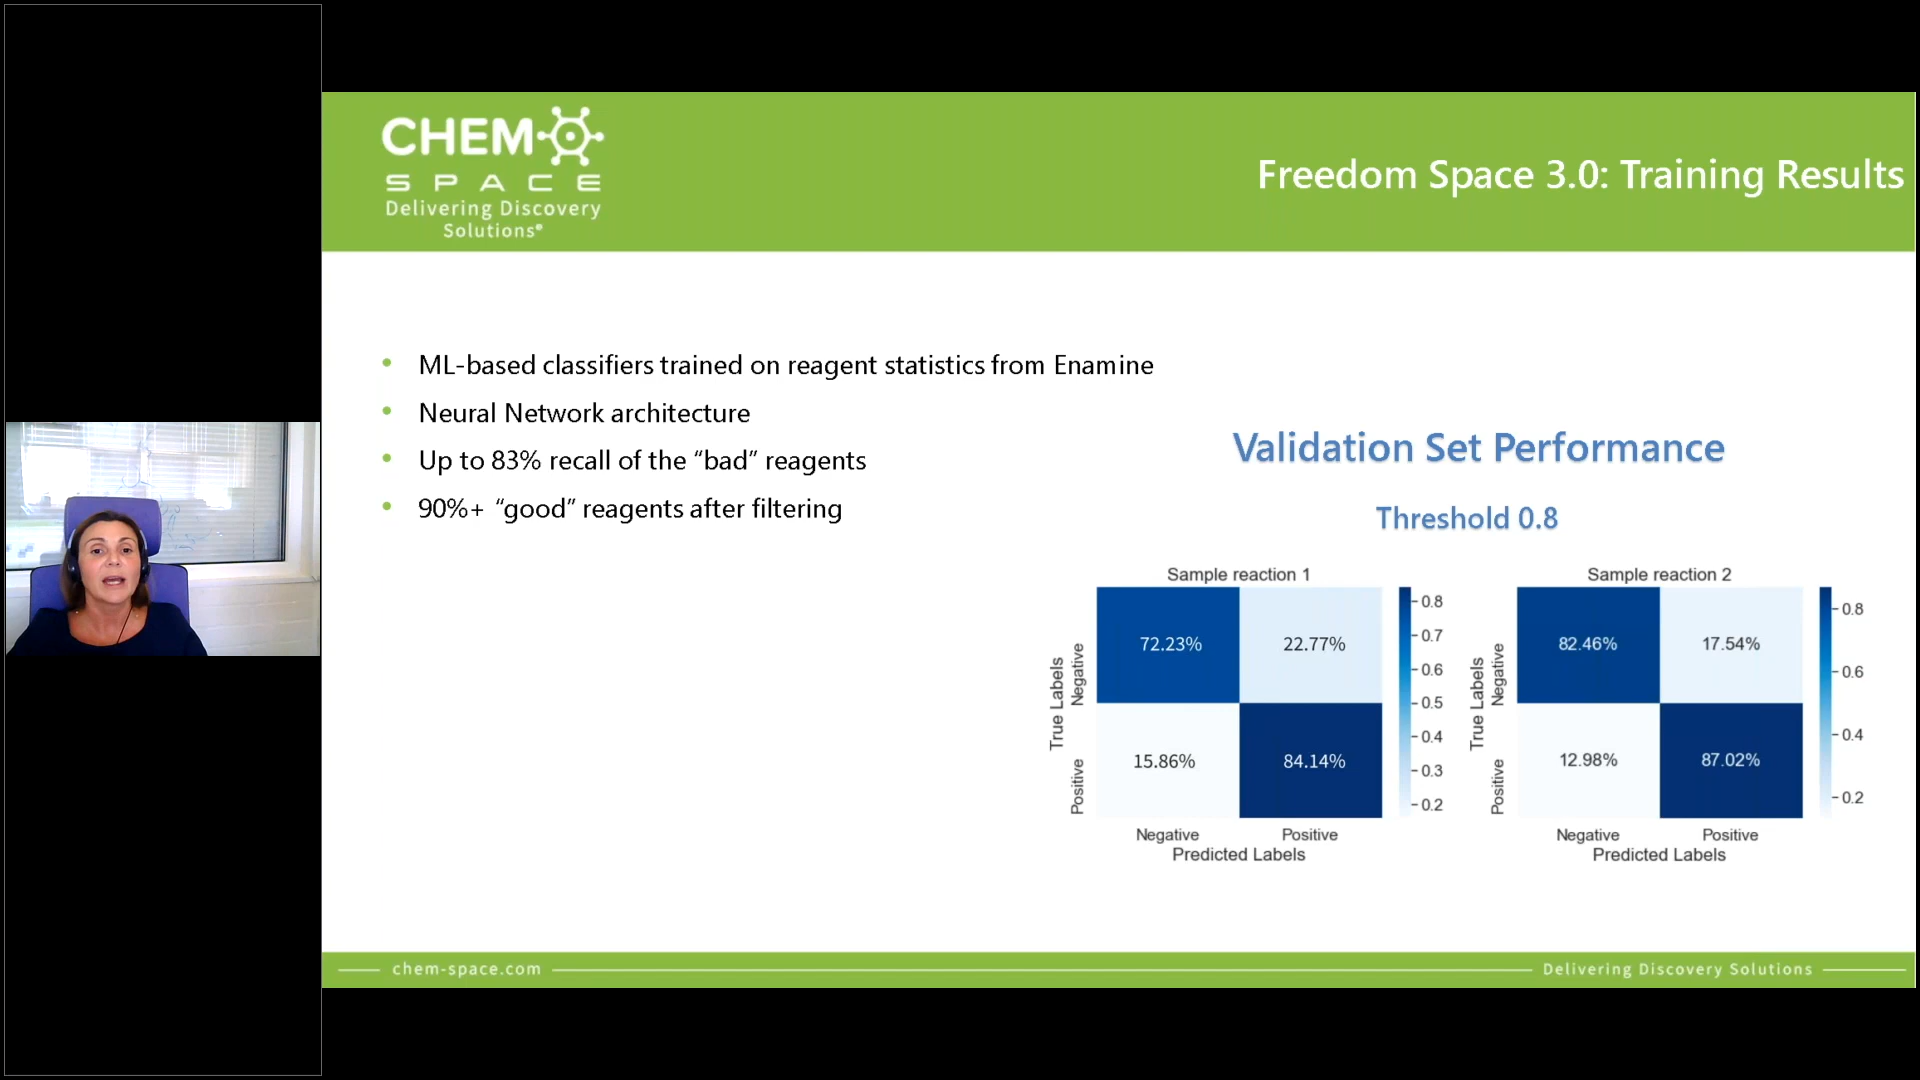 CHEM
SPACE
Delivering Discovery
Solutions®
Freedom Space 3.0: Training Results
• ML-based classifiers trained on reagent statistics from Enamine
• Neural Network architecture
• Up to 83% recall of the “bad” reagents
• 90%+ “good” reagents after filtering
Validation Set Performance
Threshold 0.8
Sample reaction 1
True Labels
Negative
Positive
72.23%
22.77%
15.86%
84.14%
0.8
0.7
0.6
0.5
0.4
0.3
0.2
Negative
Positive
Predicted Labels
Sample reaction 2
True Labels
Negative
Positive
82.46%
17.54%
12.98%
87.02%
0.8
0.6
0.4
0.2
Negative
Positive
Predicted Labels
chem-space.com
Delivering Discovery Solutions